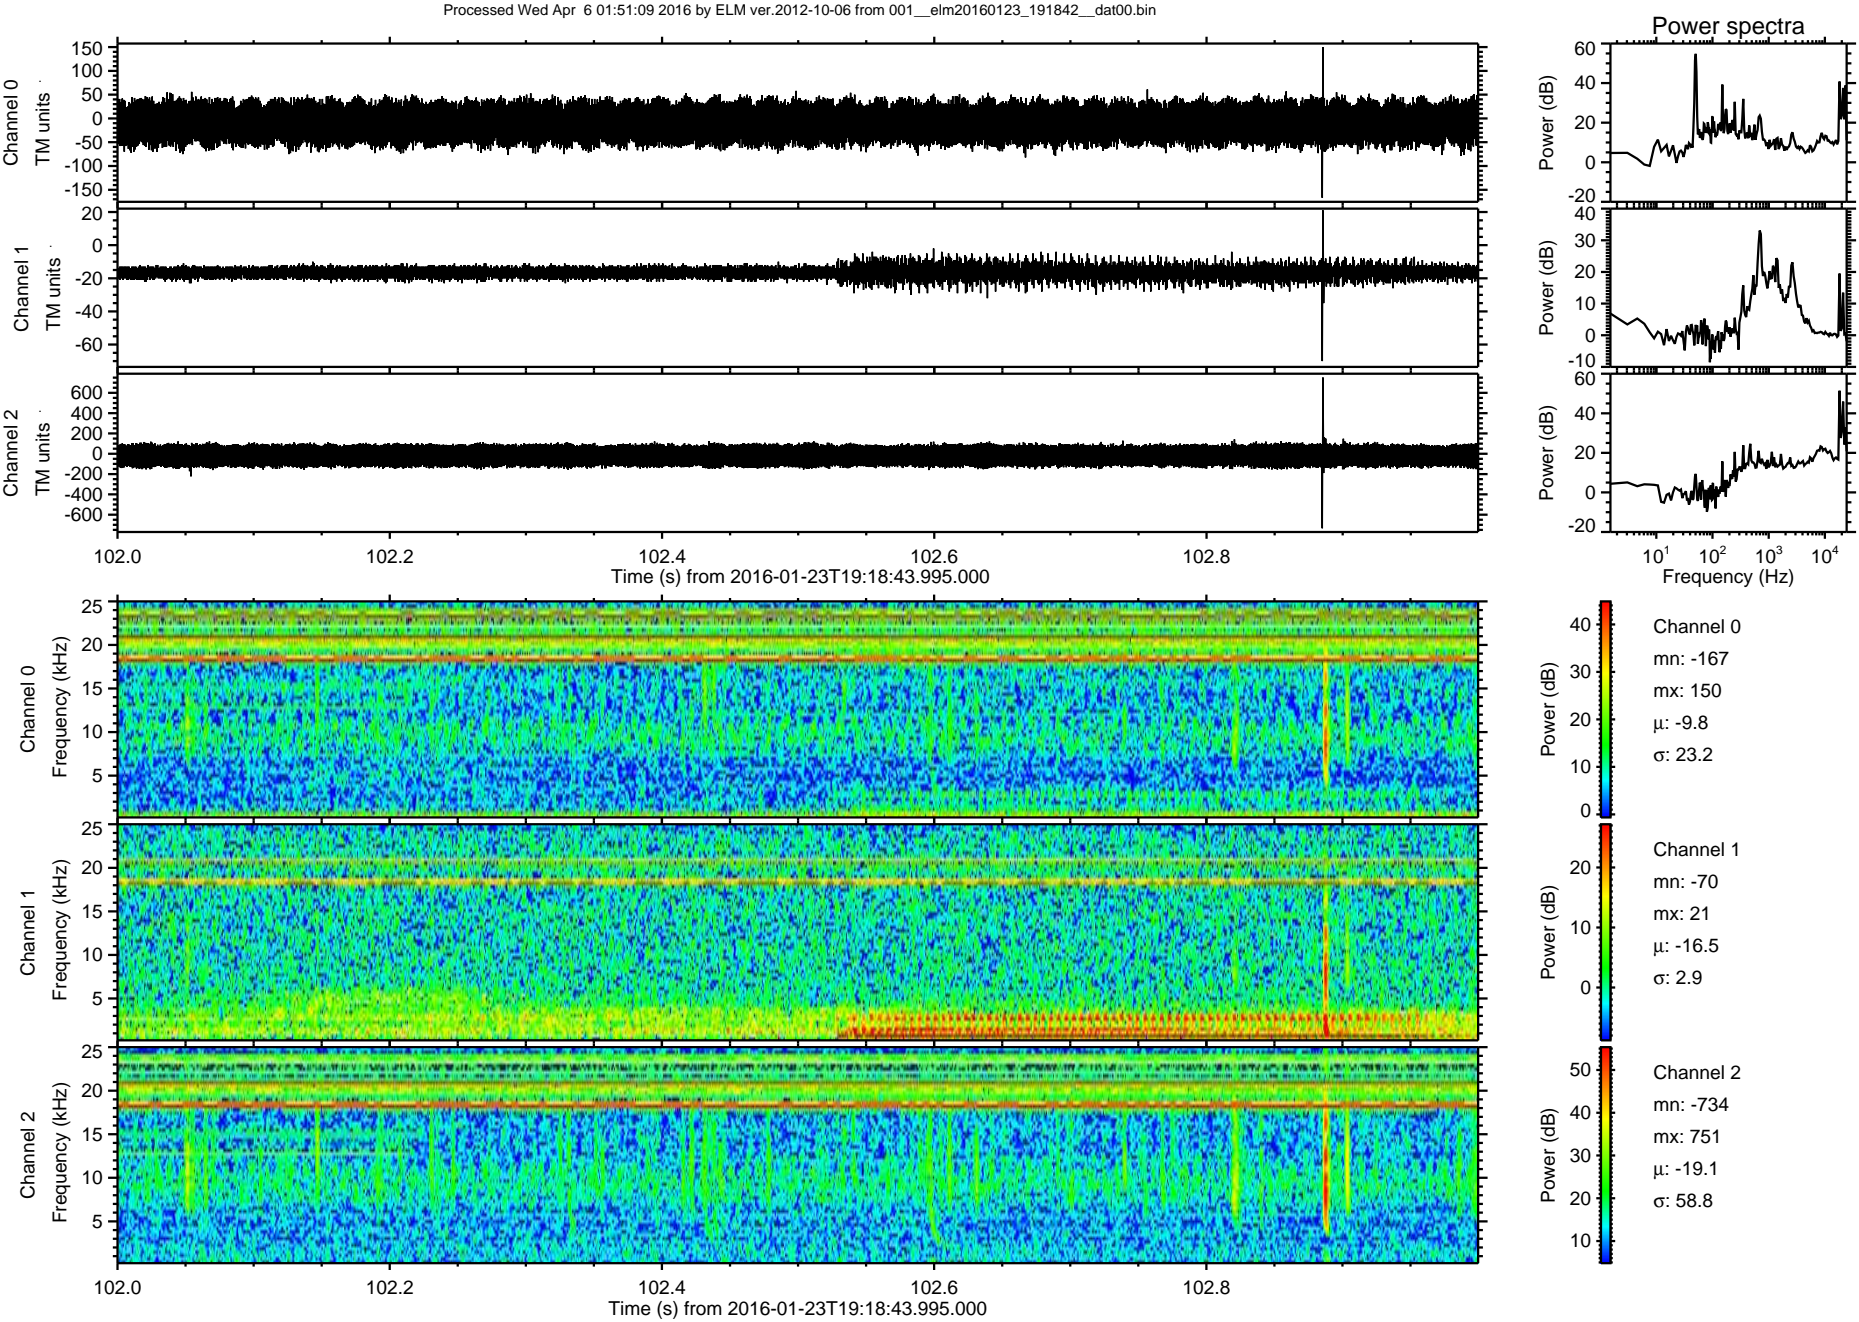 Processed Wed Apr  6 01:51:09 2016 by ELM ver.2012-10-06 from 001__elm20160123_191842__dat00.bin
Power spectra
Channel 0
TM units
150
100
50
0
-50
-100
-150
Power (dB)
60
40
20
0
-20
Channel 1
TM units
20
0
-20
-40
-60
Power (dB)
40
30
20
10
0
-10
Channel 2
TM units
600
400
200
0
-200
-400
-600
Power (dB)
60
40
20
0
-20
102.0 102.2 102.4 102.6 102.8
Time (s) from 2016-01-23T19:18:43.995.000
10^1 10^2 10^3 10^4
Frequency (Hz)
Channel 0
Frequency (kHz)
25
20
15
10
5
Power (dB)
40
30
20
10
0
Channel 0
mn: -167
mx: 150
μ: -9.8
σ: 23.2
Channel 1
Frequency (kHz)
25
20
15
10
5
Power (dB)
20
10
0
Channel 1
mn: -70
mx: 21
μ: -16.5
σ: 2.9
Channel 2
Frequency (kHz)
25
20
15
10
5
Power (dB)
50
40
30
20
10
Channel 2
mn: -734
mx: 751
μ: -19.1
σ: 58.8
102.0 102.2 102.4 102.6 102.8
Time (s) from 2016-01-23T19:18:43.995.000